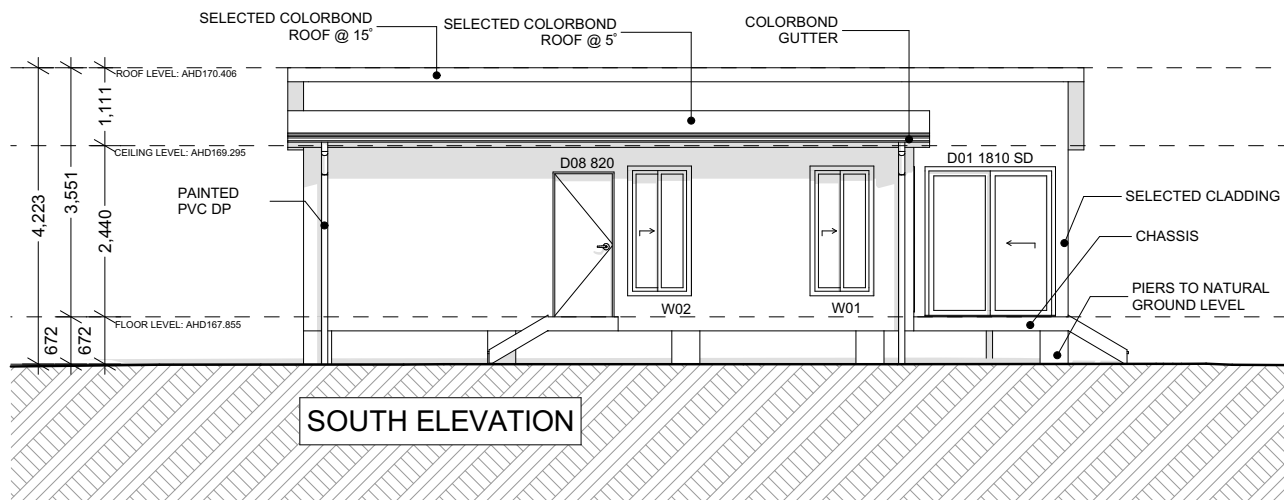 SELECTED COLORBOND
ROOF @ 15°
SELECTED COLORBOND
ROOF @ 5°
COLORBOND
GUTTER
ROOF LEVEL: AHD170.406
1,111
CEILING LEVEL: AHD169.295
D08 820
D01 1810 SD
4,223
3,551
2,440
PAINTED
PVC DP
SELECTED CLADDING
CHASSIS
PIERS TO NATURAL
GROUND LEVEL
W02
W01
FLOOR LEVEL: AHD167.855
672
672
SOUTH ELEVATION